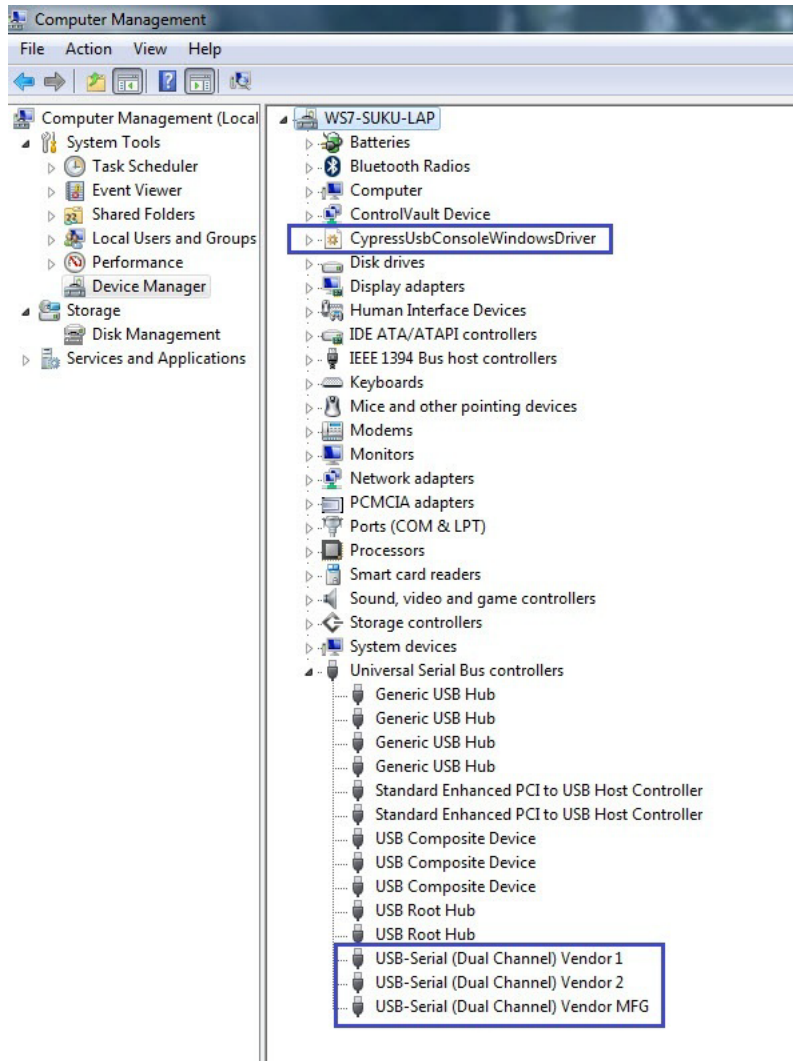 Computer Management
File Action View Help
Computer Management (Local
System Tools
Task Scheduler
Event Viewer
Shared Folders
Local Users and Groups
Performance
Device Manager
Storage
Disk Management
Services and Applications
WS7-SUKU-LAP
Batteries
Bluetooth Radios
Computer
ControlVault Device
CypressUsbConsoleWindowsDriver
Disk drives
Display adapters
Human Interface Devices
IDE ATA/ATAPI controllers
IEEE 1394 Bus host controllers
Keyboards
Mice and other pointing devices
Modems
Monitors
Network adapters
PCMCIA adapters
Ports (COM & LPT)
Processors
Smart card readers
Sound, video and game controllers
Storage controllers
System devices
Universal Serial Bus controllers
Generic USB Hub
Generic USB Hub
Generic USB Hub
Generic USB Hub
Standard Enhanced PCI to USB Host Controller
Standard Enhanced PCI to USB Host Controller
USB Composite Device
USB Composite Device
USB Composite Device
USB Root Hub
USB Root Hub
USB-Serial (Dual Channel) Vendor 1
USB-Serial (Dual Channel) Vendor 2
USB-Serial (Dual Channel) Vendor MFG